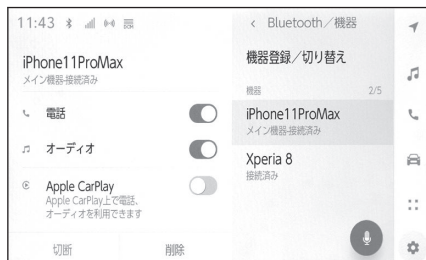 11:43
iPhone11ProMax
メイン機器-接続済み
電話
オーディオ
Apple CarPlay
Apple CarPlay上で電話、
オーディオを利用できます
切断 削除
< Bluetooth／機器
機器登録／切り替え
機器 2/5
iPhone11ProMax
メイン機器-接続済み
Xperia 8
接続済み